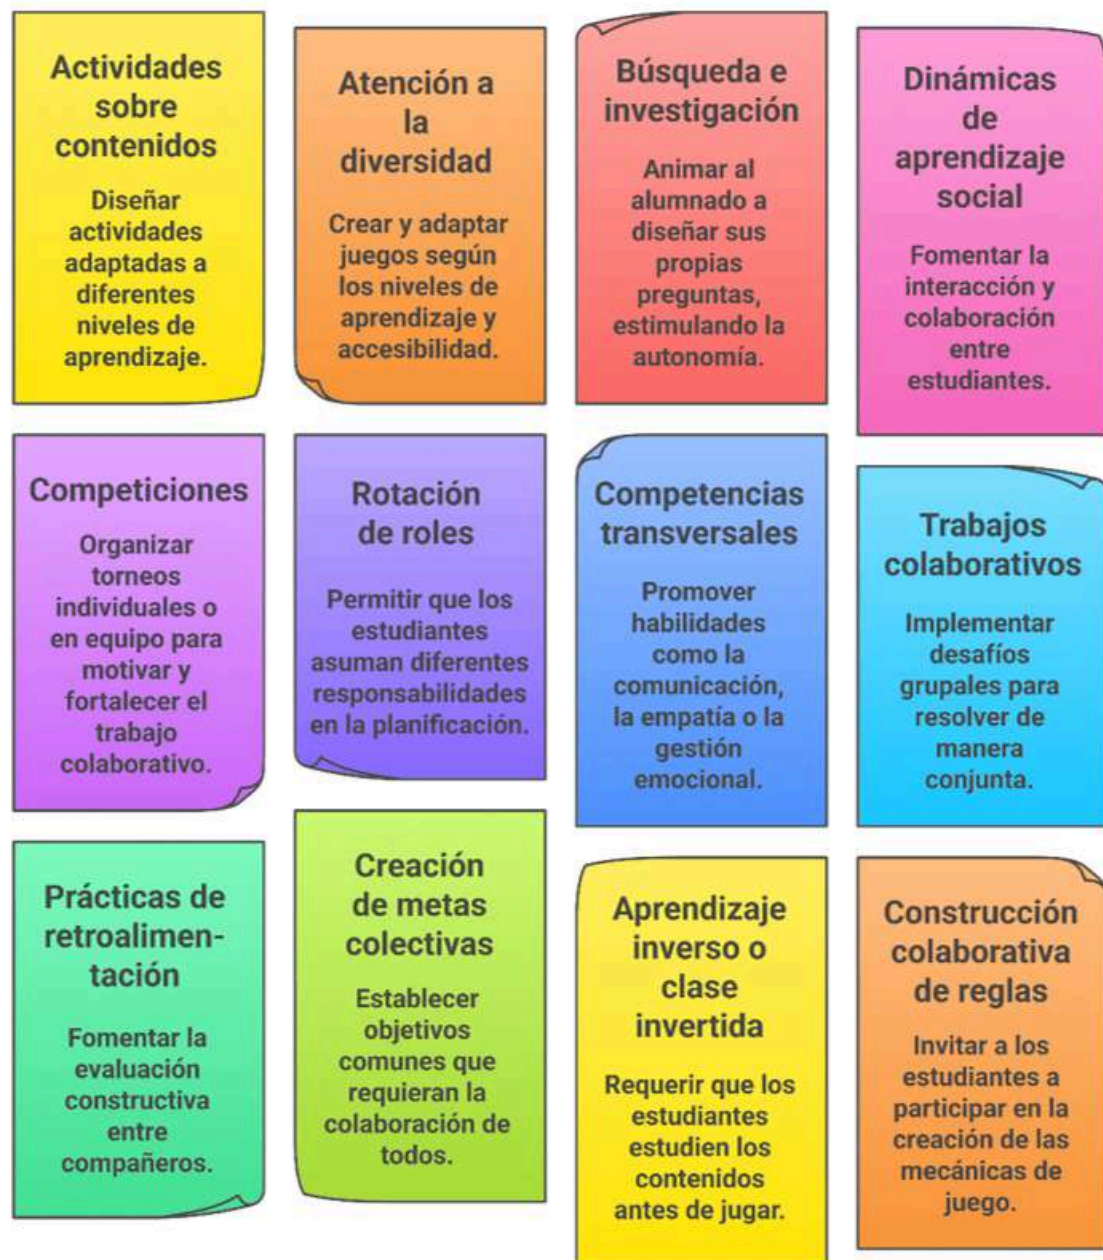 Actividades
sobre
contenidos
Diseñar
actividades
adaptadas a
diferentes
niveles de
aprendizaje.
Atención a
la
diversidad
Crear y adaptar
juegos según
los niveles de
aprendizaje y
accesibilidad.
Búsqueda e
investigación
Animar al
alumnado a
diseñar sus
propias
preguntas,
estimulando la
autonomía.
Dinámicas
de
aprendizaje
social
Fomentar la
interacción y
colaboración
entre
estudiantes.
Competiciones
Organizar
torneos
individuales o
en equipo para
motivar y
fortalecer el
trabajo
colaborativo.
Rotación
de roles
Permitir que los
estudiantes
asuman diferentes
responsabilidades
en la planificación.
Competencias
transversales
Promover
habilidades
como la
comunicación,
la empatía o la
gestión
emocional.
Trabajos
colaborativos
Implementar
desafíos
grupales para
resolver de
manera
conjunta.
Prácticas de
retroalimen-
tación
Fomentar la
evaluación
constructiva
entre
compañeros.
Creación
de metas
colectivas
Establecer
objetivos
comunes que
requieran la
colaboración de
todos.
Aprendizaje
inverso o
clase
invertida
Requerir que los
estudiantes
estudien los
contenidos
antes de jugar.
Construcción
colaborativa
de reglas
Invitar a los
estudiantes a
participar en la
creación de las
mecánicas de
juego.